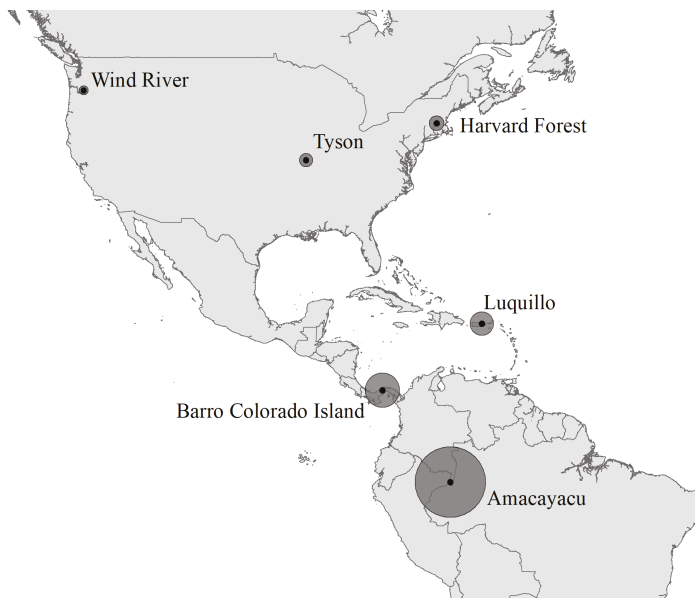 Wind River
Harvard Forest
Tyson
Luquillo
Barro Colorado Island
Amacayacu